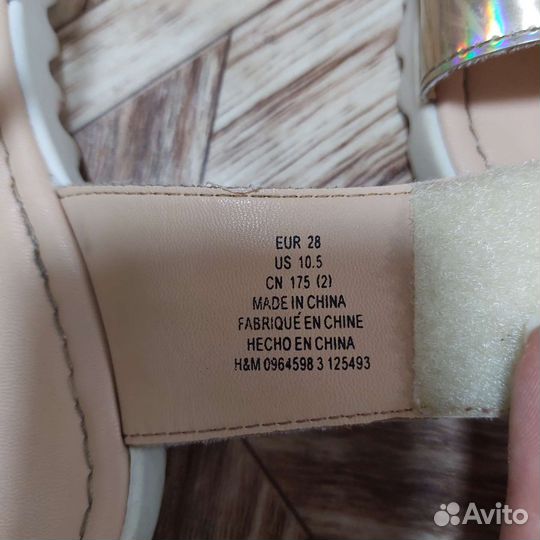 EUR 28
US 10.5
CN 175 (2)
MADE IN CHINA
FABRIQUÉ EN CHINE
HECHO EN CHINA
H&M 0964598 3 125493
Avito